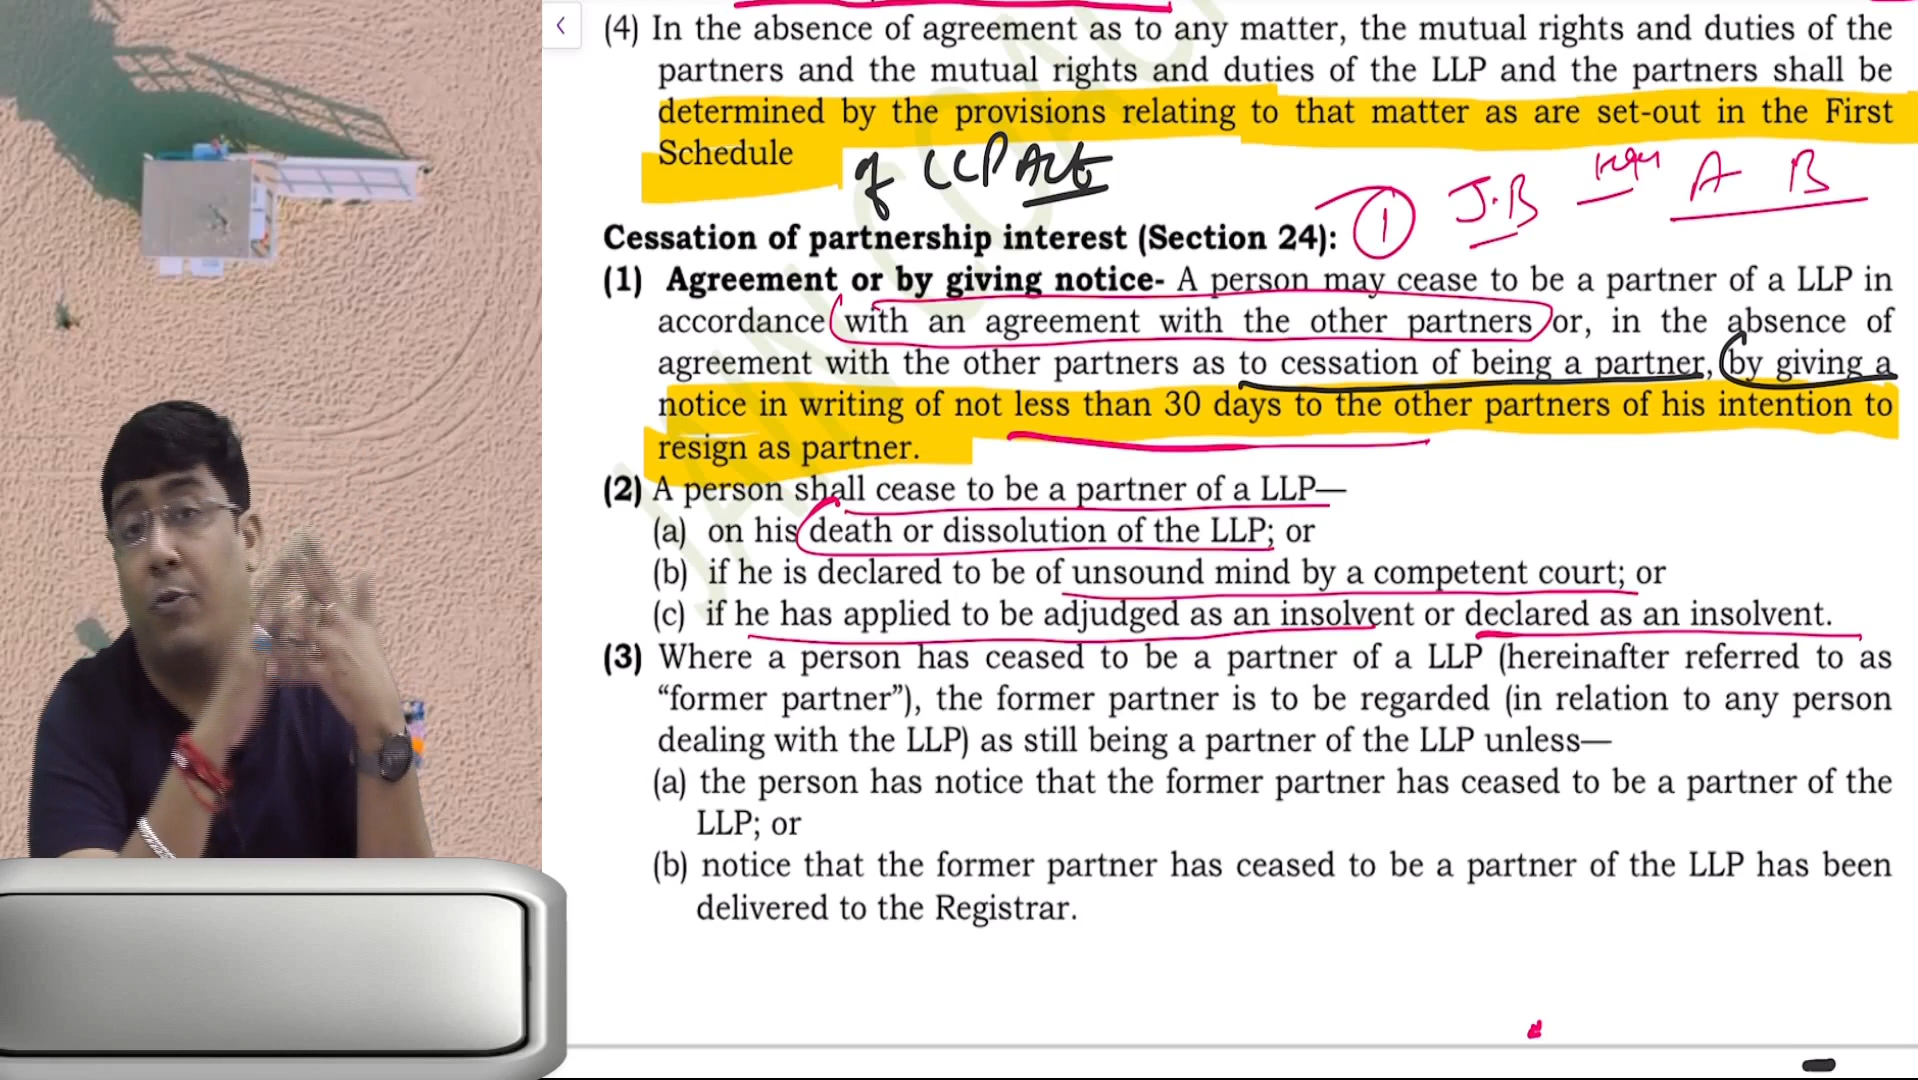 (4) In the absence of agreement as to any matter, the mutual rights and duties of the
partners and the mutual rights and duties of the LLP and the partners shall be
determined by the provisions relating to that matter as are set-out in the First
Schedule
of LLP Act
J.B
A B
Cessation of partnership interest (Section 24):
1
(1) Agreement or by giving notice- A person may cease to be a partner of a LLP in
accordance with an agreement with the other partners or, in the absence of
agreement with the other partners as to cessation of being a partner, by giving a
notice in writing of not less than 30 days to the other partners of his intention to
resign as partner.
(2) A person shall cease to be a partner of a LLP—
(a) on his death or dissolution of the LLP; or
(b) if he is declared to be of unsound mind by a competent court; or
(c) if he has applied to be adjudged as an insolvent or declared as an insolvent.
(3) Where a person has ceased to be a partner of a LLP (hereinafter referred to as
“former partner”), the former partner is to be regarded (in relation to any person
dealing with the LLP) as still being a partner of the LLP unless—
(a) the person has notice that the former partner has ceased to be a partner of the
LLP; or
(b) notice that the former partner has ceased to be a partner of the LLP has been
delivered to the Registrar.